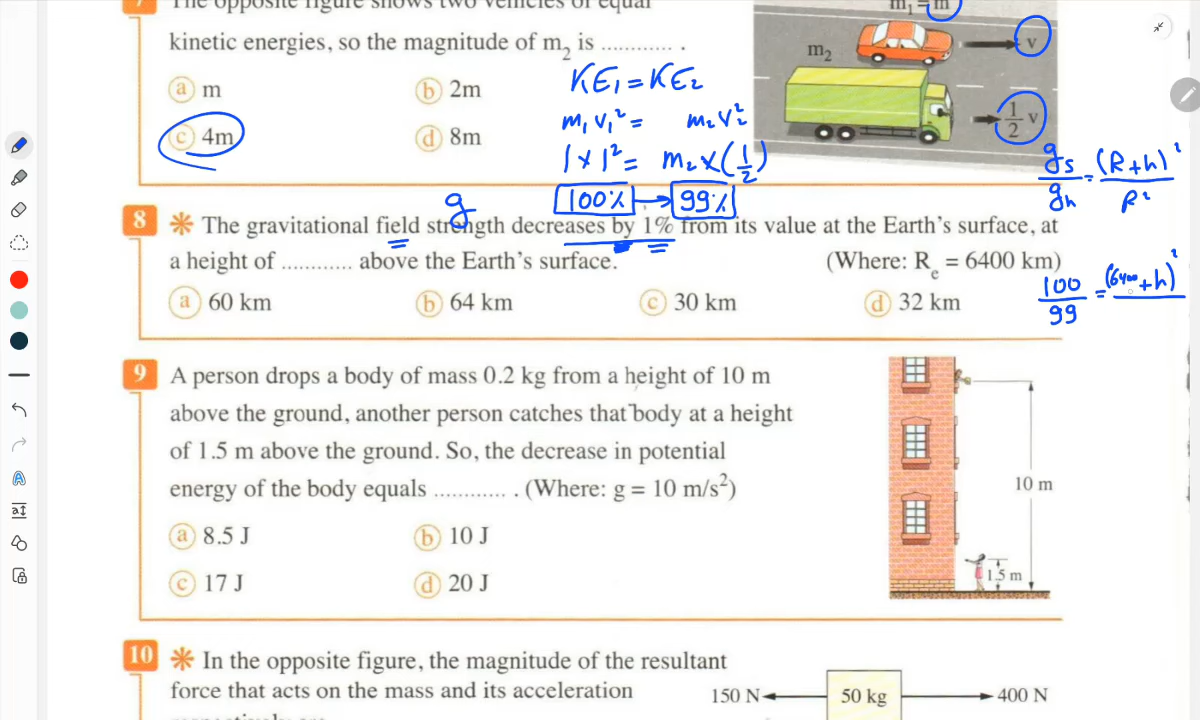 7 The opposite figure shows two vehicles of equal
kinetic energies, so the magnitude of m₂ is ............ .
a m
b 2m
c 4m
d 8m
m₁ = m
v
m₂
1/2 v
KE₁ = KE₂
m₁ v₁² = m₂ v₂²
1 × 1² = m₂ × (1/2)
gs/gh = (R + h)²/R²
g
100% → 99%
8 * The gravitational field strength decreases by 1% from its value at the Earth's surface, at
a height of ............ above the Earth's surface. (Where: Rₑ = 6400 km)
a 60 km
b 64 km
c 30 km
d 32 km
100/99 = (6400 + h)²
9 A person drops a body of mass 0.2 kg from a height of 10 m
above the ground, another person catches that body at a height
of 1.5 m above the ground. So, the decrease in potential
energy of the body equals ............ . (Where: g = 10 m/s²)
a 8.5 J
b 10 J
c 17 J
d 20 J
10 m
1.5 m
10 * In the opposite figure, the magnitude of the resultant
force that acts on the mass and its acceleration
150 N
50 kg
400 N